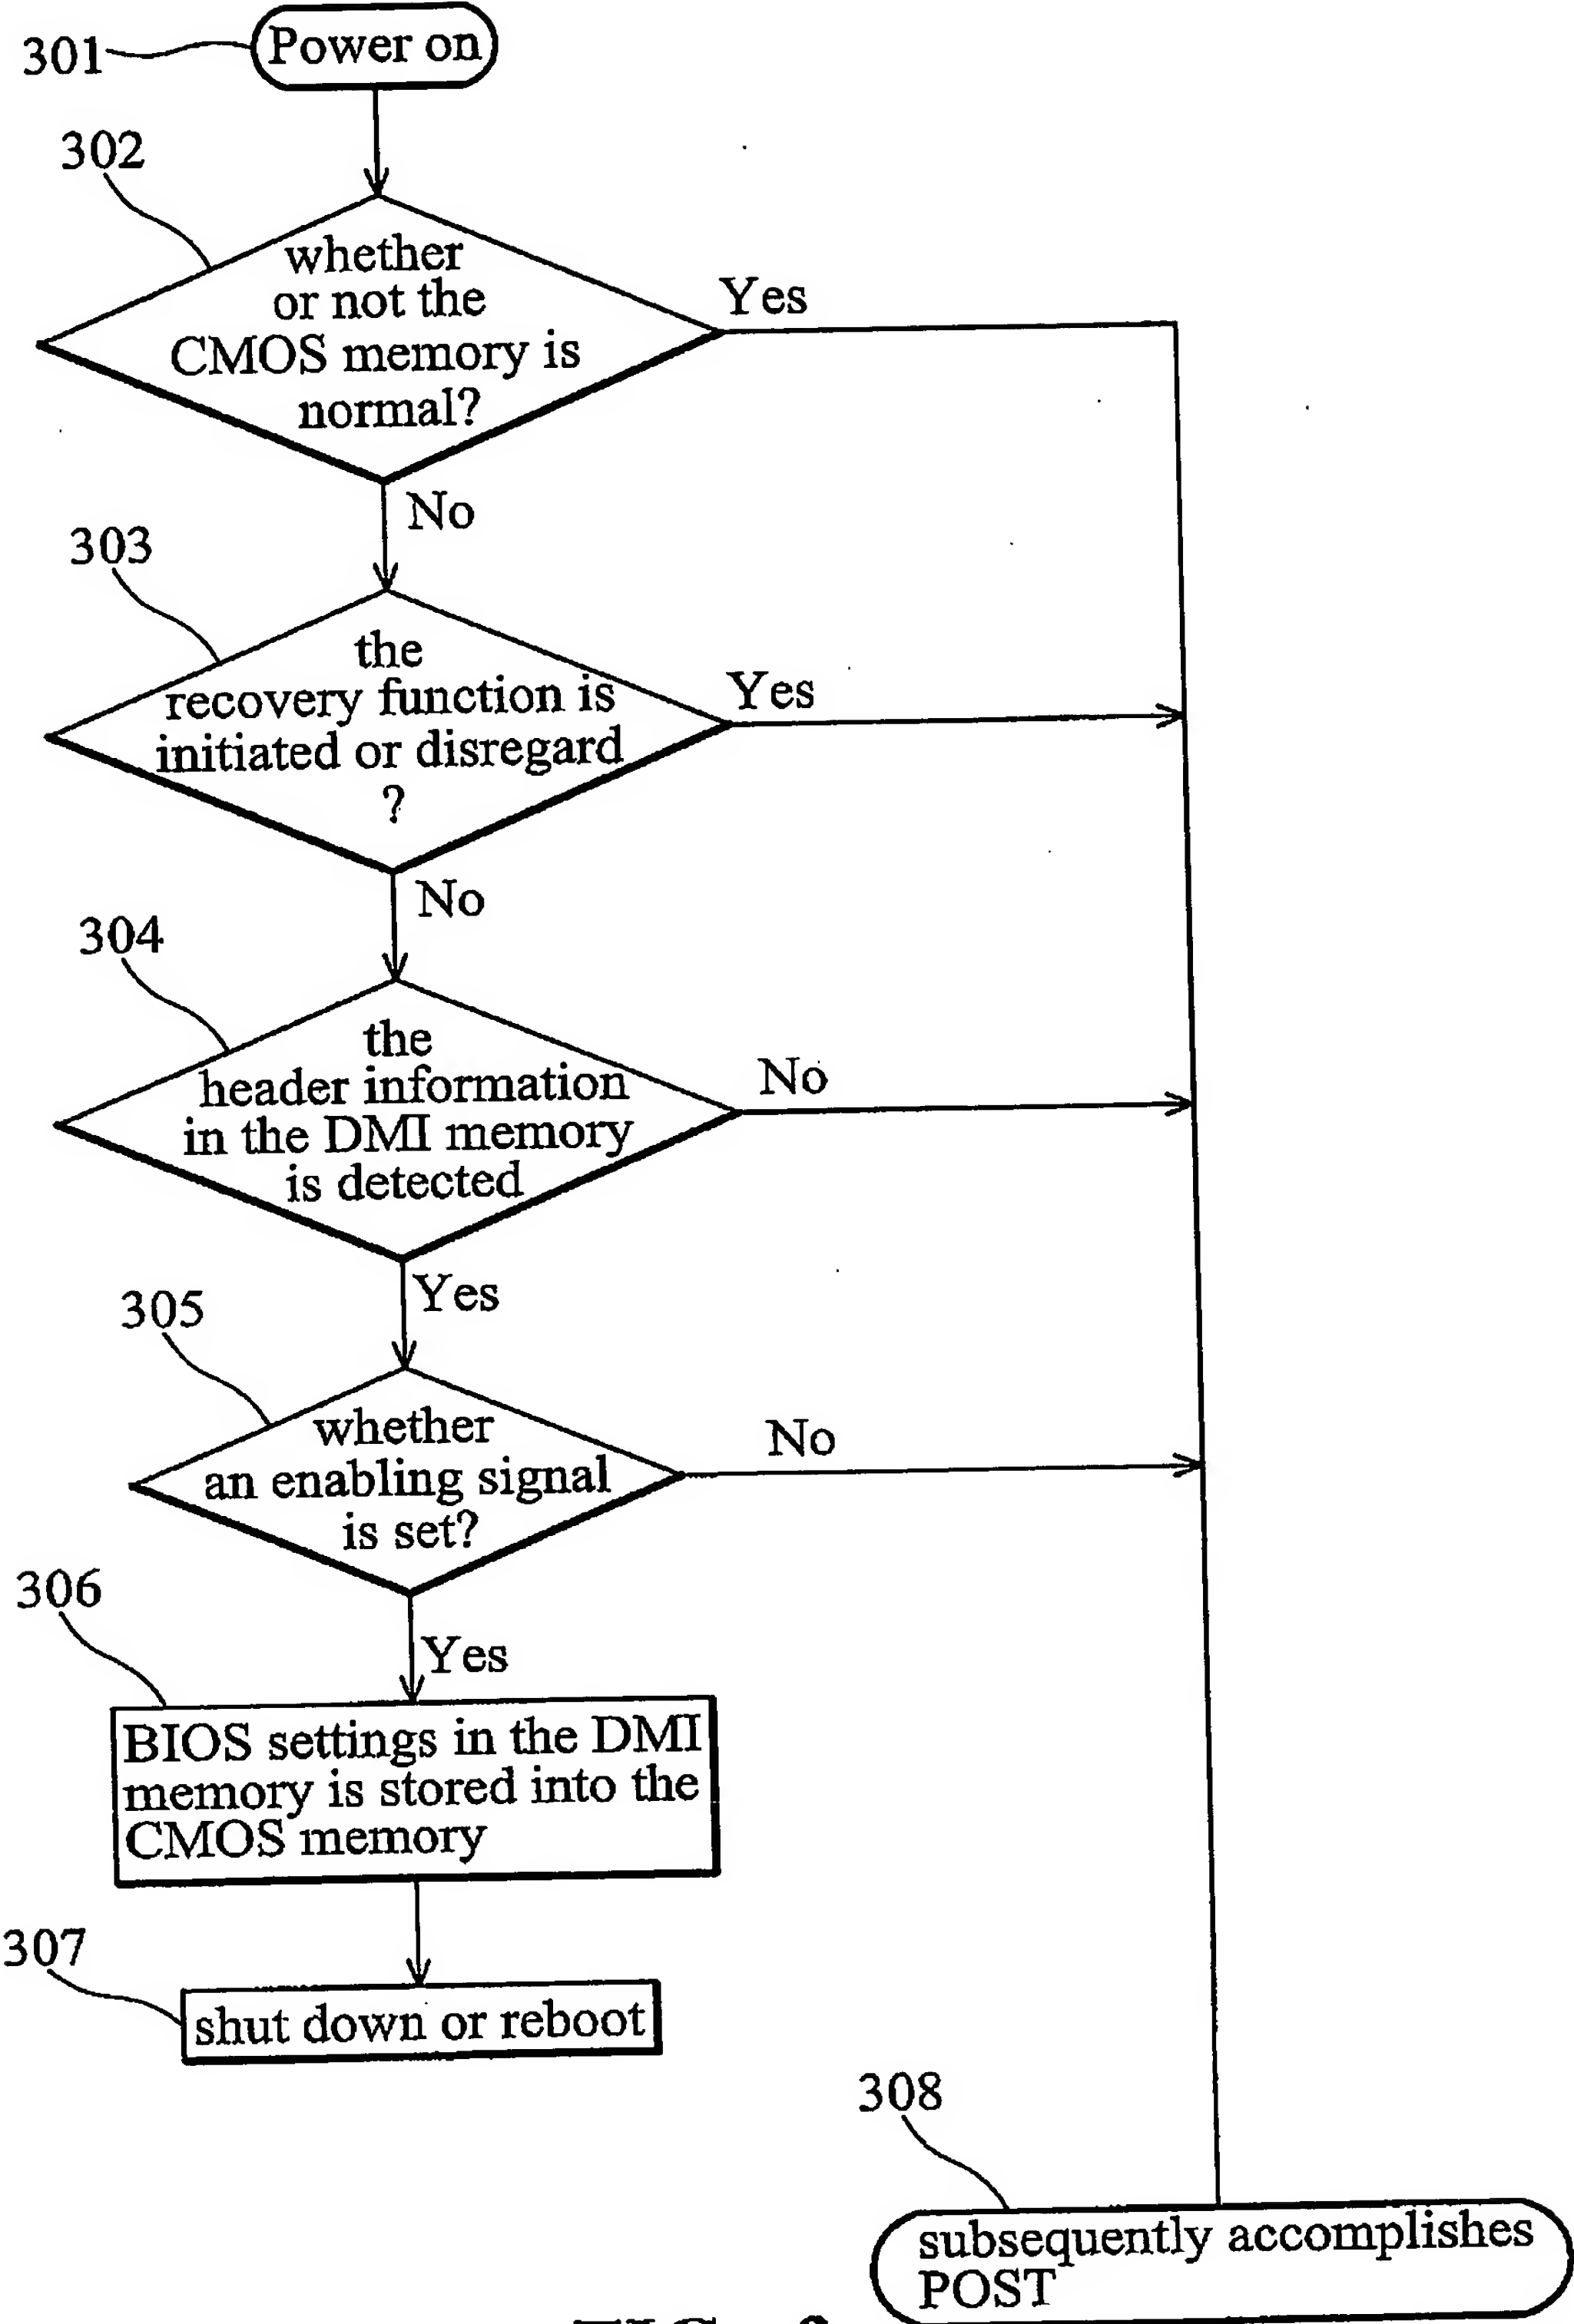 301
Power on
302
whether
or not the
CMOS memory is
normal?
Yes
No
303
the
recovery function is
initiated or disregard
?
Yes
No
304
the
header information
in the DMI memory
is detected
No
Yes
305
whether
an enabling signal
is set?
No
Yes
306
BIOS settings in the DMI
memory is stored into the
CMOS memory
307
shut down or reboot
308
subsequently accomplishes
POST